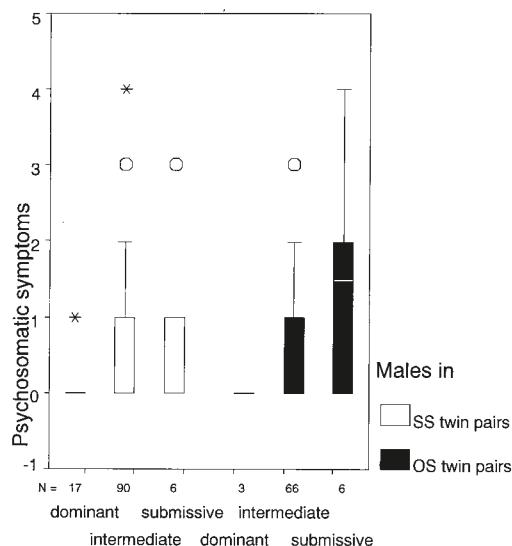 5
4
3
2
1
0
-1
Psychosomatic symptoms
N = 17 90 6 3 66 6
dominant submissive intermediate
intermediate dominant submissive
Males in
SS twin pairs
OS twin pairs